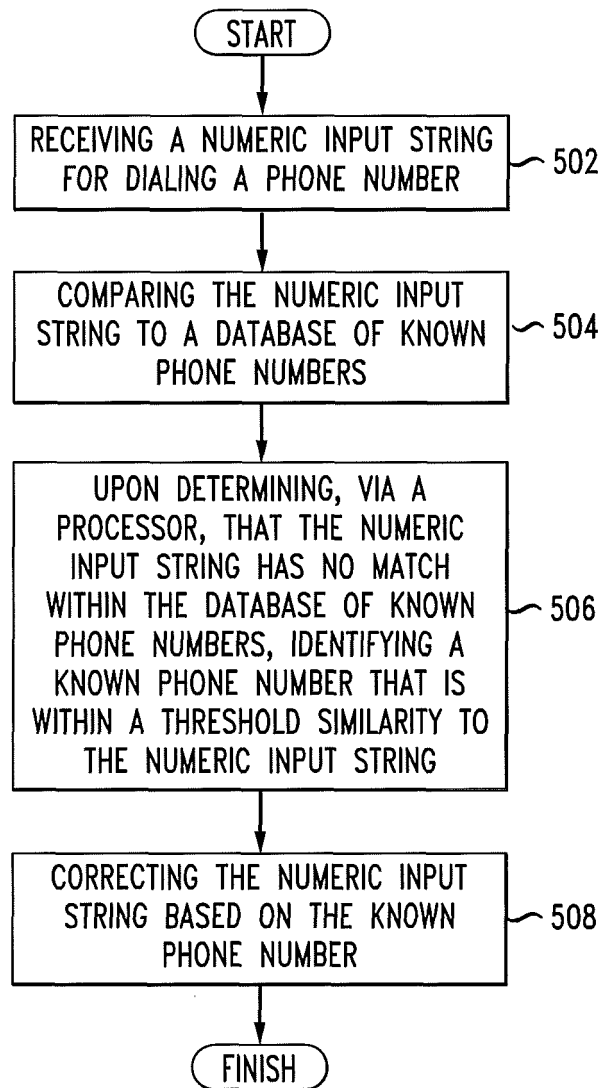 START
RECEIVING A NUMERIC INPUT STRING
FOR DIALING A PHONE NUMBER
502
COMPARING THE NUMERIC INPUT
STRING TO A DATABASE OF KNOWN
PHONE NUMBERS
504
UPON DETERMINING, VIA A
PROCESSOR, THAT THE NUMERIC
INPUT STRING HAS NO MATCH
WITHIN THE DATABASE OF KNOWN
PHONE NUMBERS, IDENTIFYING A
KNOWN PHONE NUMBER THAT IS
WITHIN A THRESHOLD SIMILARITY TO
THE NUMERIC INPUT STRING
506
CORRECTING THE NUMERIC INPUT
STRING BASED ON THE KNOWN
PHONE NUMBER
508
FINISH